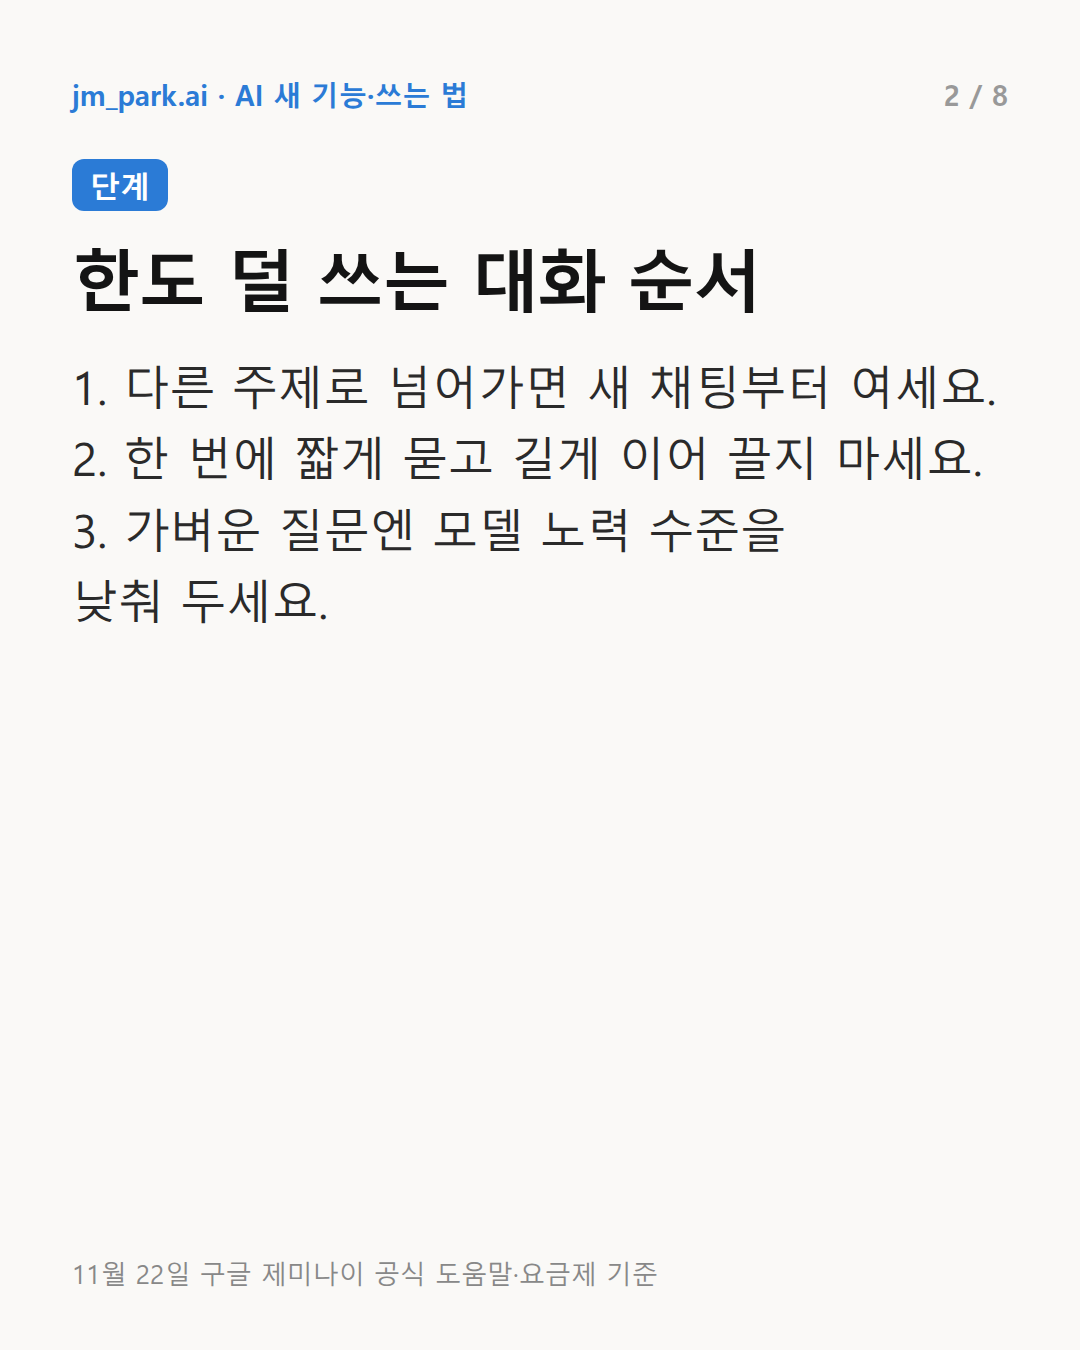 jm_park.ai · AI 새 기능·쓰는 법
2 / 8
단계
한도 덜 쓰는 대화 순서
1. 다른 주제로 넘어가면 새 채팅부터 여세요.
2. 한 번에 짧게 묻고 길게 이어 끌지 마세요.
3. 가벼운 질문엔 모델 노력 수준을
낮춰 두세요.
11월 22일 구글 제미나이 공식 도움말·요금제 기준